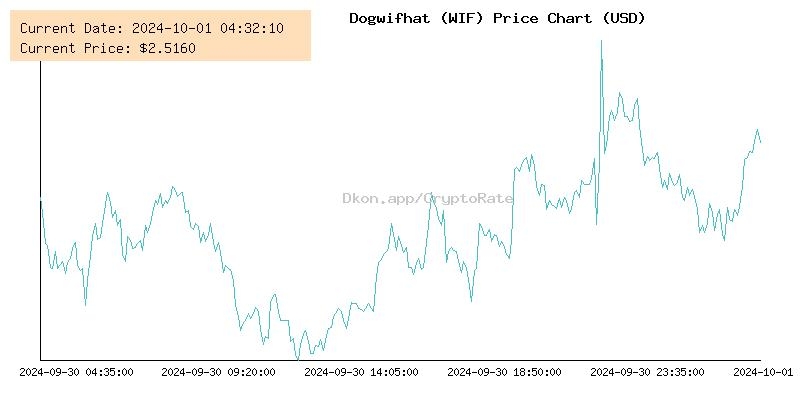 Dogwifhat (WIF) Price Chart (USD)
Current Date: 2024-10-01 04:32:10
Current Price: $2.5160
Dkon.app/CryptoRate
2024-09-30 04:35:00 2024-09-30 09:20:00 2024-09-30 14:05:00 2024-09-30 18:50:00 2024-09-30 23:35:00 2024-10-01